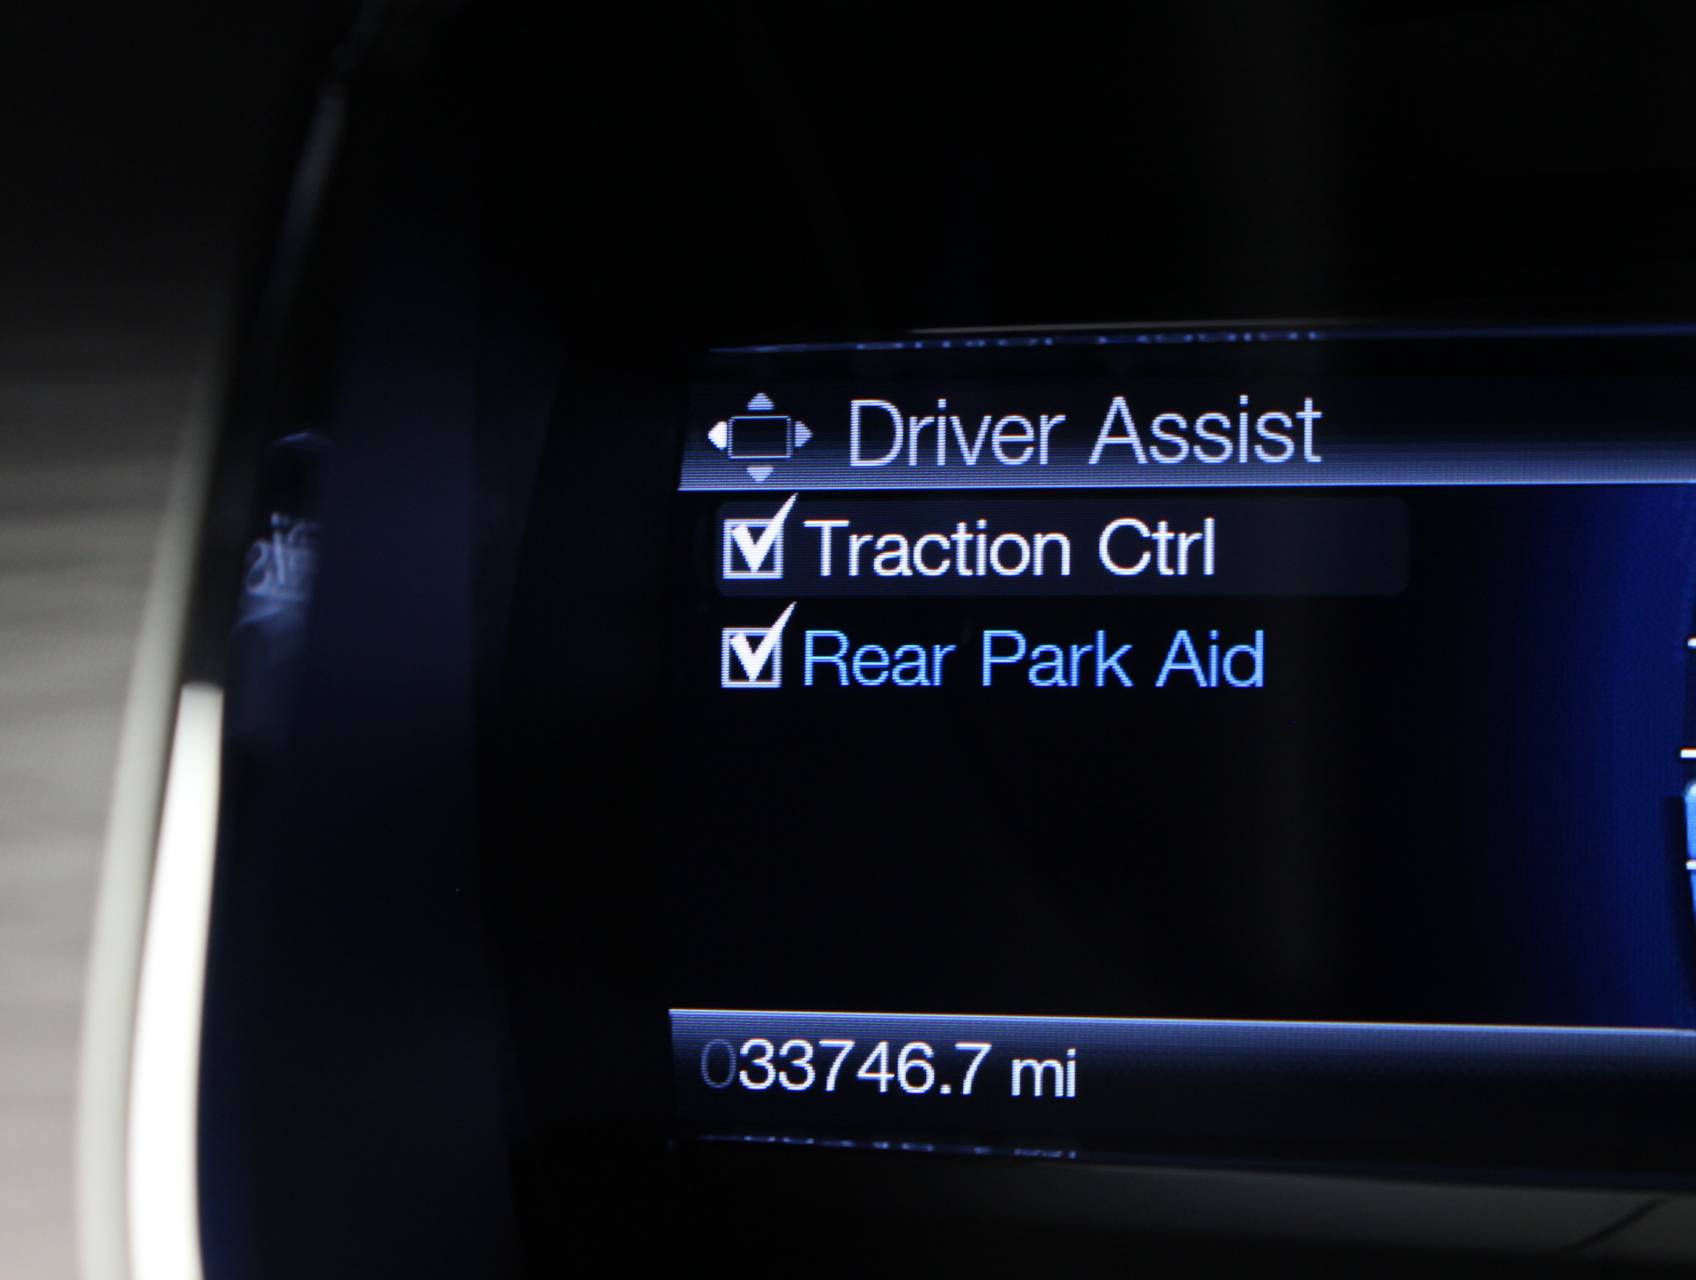 Driver Assist
Traction Ctrl
Rear Park Aid
033746.7 mi